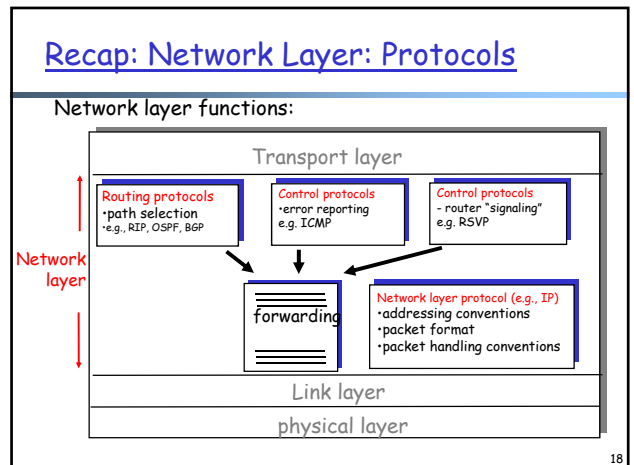 Recap: Network Layer: Protocols
Network layer functions:
Transport layer
Routing protocols
•path selection
•e.g., RIP, OSPF, BGP
Control protocols
•error reporting
e.g. ICMP
Control protocols
- router "signaling"
e.g. RSVP
Network
layer
forwarding
Network layer protocol (e.g., IP)
•addressing conventions
•packet format
•packet handling conventions
Link layer
physical layer
18